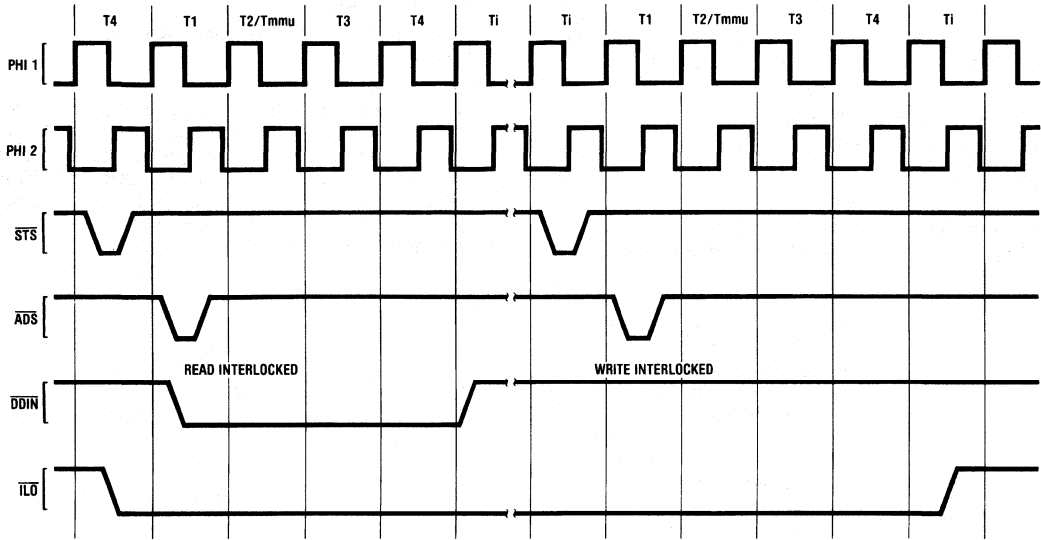 T4 T1 T2/Tmmu T3 T4 Ti Ti T1 T2/Tmmu T3 T4 Ti
PHI 1
PHI 2
STS
ADS
READ INTERLOCKED WRITE INTERLOCKED
DDIN
ILO